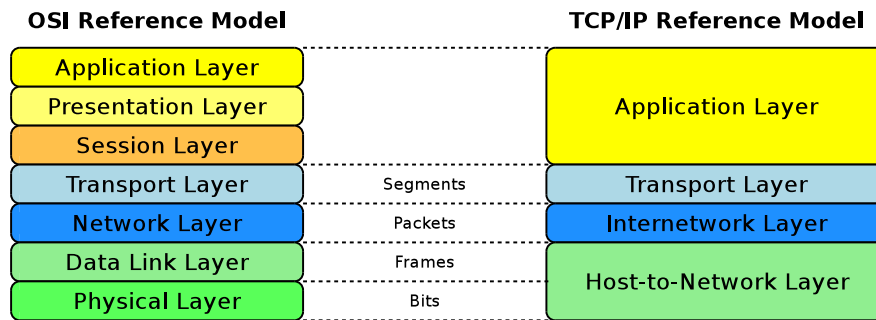 OSI Reference Model
TCP/IP Reference Model
Application Layer
Presentation Layer
Session Layer
Application Layer
Transport Layer
Segments
Transport Layer
Network Layer
Packets
Internetwork Layer
Data Link Layer
Frames
Physical Layer
Bits
Host-to-Network Layer